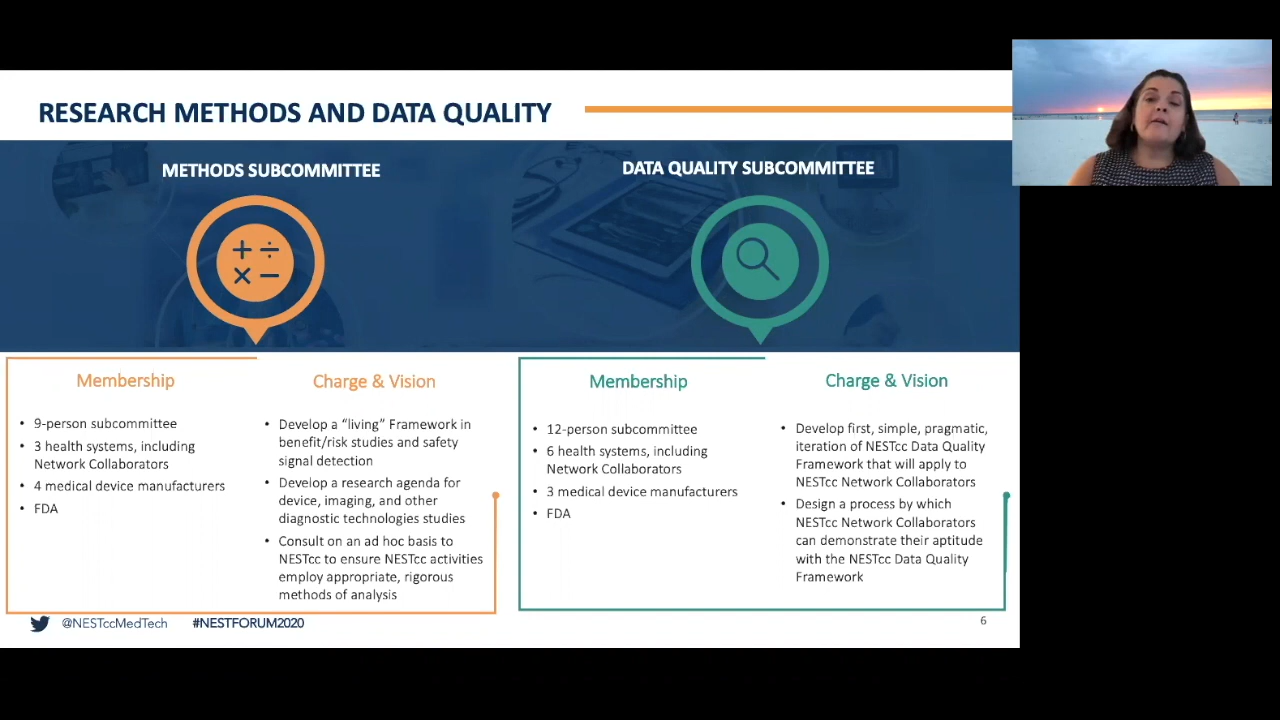 RESEARCH METHODS AND DATA QUALITY
METHODS SUBCOMMITTEE
DATA QUALITY SUBCOMMITTEE
Membership
• 9-person subcommittee
• 3 health systems, including
Network Collaborators
• 4 medical device manufacturers
• FDA
Charge & Vision
• Develop a “living” Framework in
benefit/risk studies and safety
signal detection
• Develop a research agenda for
device, imaging, and other
diagnostic technologies studies
• Consult on an ad hoc basis to
NESTcc to ensure NESTcc activities
employ appropriate, rigorous
methods of analysis
Membership
• 12-person subcommittee
• 6 health systems, including
Network Collaborators
• 3 medical device manufacturers
• FDA
Charge & Vision
• Develop first, simple, pragmatic,
iteration of NESTcc Data Quality
Framework that will apply to
NESTcc Network Collaborators
• Design a process by which
NESTcc Network Collaborators
can demonstrate their aptitude
with the NESTcc Data Quality
Framework
@NESTccMedTech #NESTFORUM2020
6